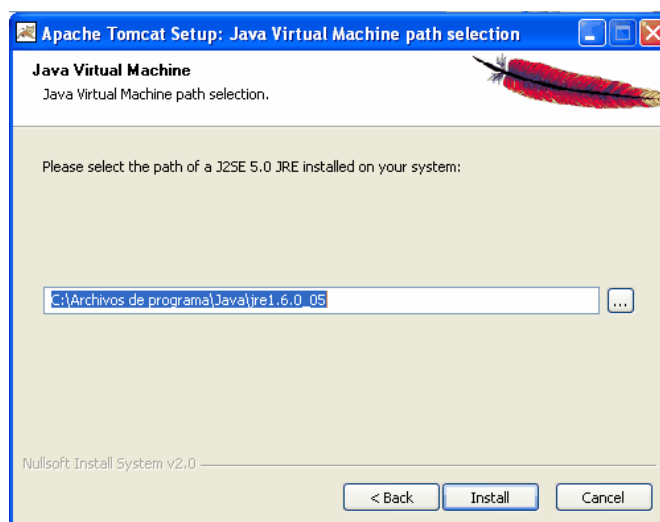 Apache Tomcat Setup: Java Virtual Machine path selection
Java Virtual Machine
Java Virtual Machine path selection.
Please select the path of a J2SE 5.0 JRE installed on your system:
C:\Archivos de programa\Java\jre1.6.0_05
...
Nullsoft Install System v2.0
< Back
Install
Cancel